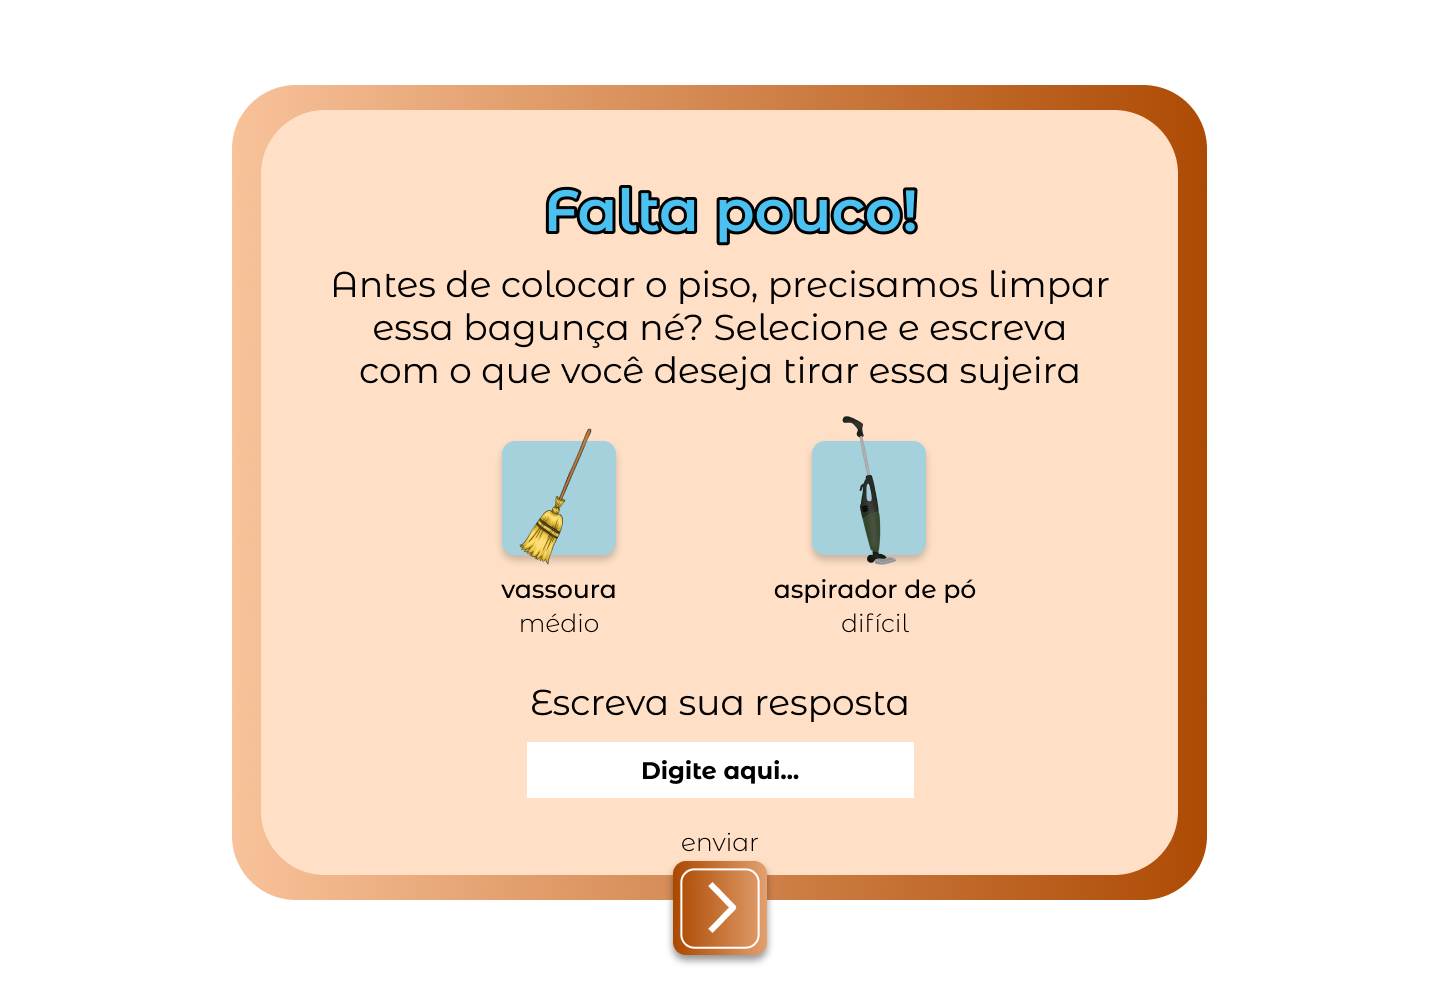 Falta pouco!
Antes de colocar o piso, precisamos limpar
essa bagunça né? Selecione e escreva
com o que você deseja tirar essa sujeira
vassoura
médio
aspirador de pó
difícil
Escreva sua resposta
Digite aqui...
enviar